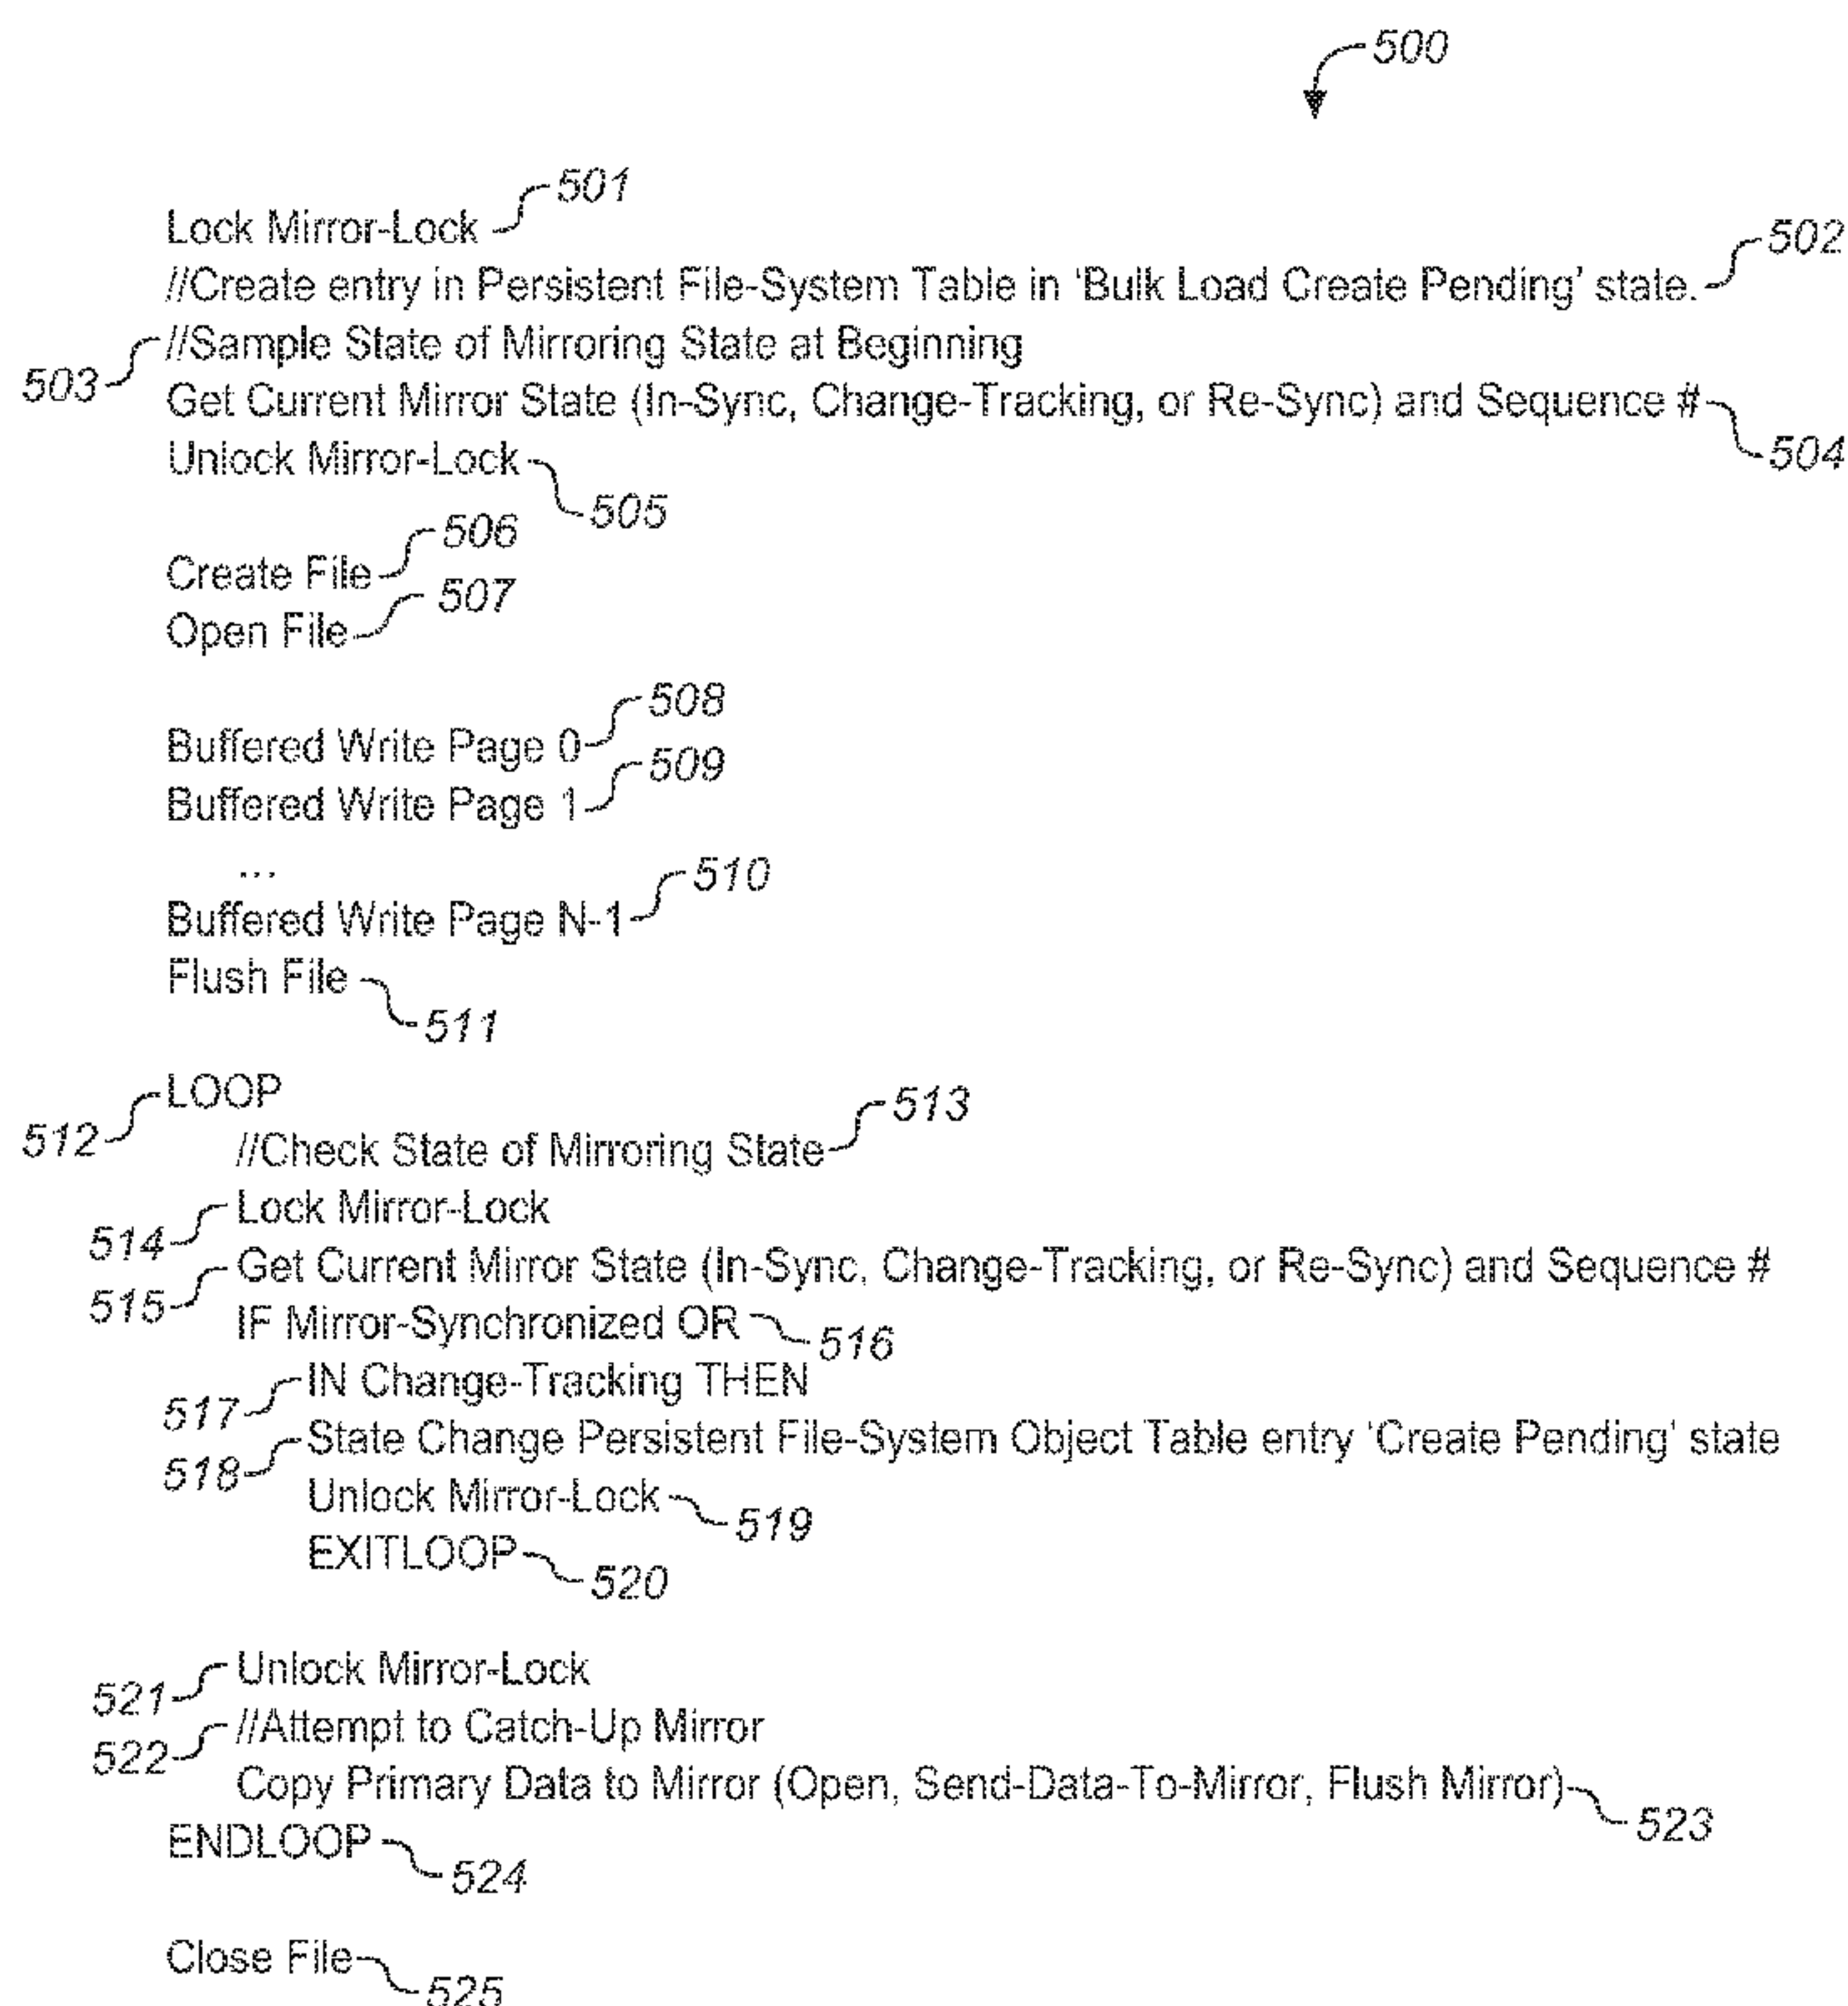 500
Lock Mirror-Lock 501
//Create entry in Persistent File-System Table in 'Bulk Load Create Pending' state. 502
503 //Sample State of Mirroring State at Beginning
Get Current Mirror State (In-Sync, Change-Tracking, or Re-Sync) and Sequence # 504
Unlock Mirror-Lock 505
Create File 506
Open File 507
Buffered Write Page 0 508
Buffered Write Page 1 509
...
Buffered Write Page N-1 510
Flush File 511
512 LOOP
//Check State of Mirroring State 513
514 Lock Mirror-Lock
515 Get Current Mirror State (In-Sync, Change-Tracking, or Re-Sync) and Sequence #
IF Mirror-Synchronized OR 516
517 IN Change-Tracking THEN
518 State Change Persistent File-System Object Table entry 'Create Pending' state
Unlock Mirror-Lock 519
EXITLOOP 520
521 Unlock Mirror-Lock
522 //Attempt to Catch-Up Mirror
Copy Primary Data to Mirror (Open, Send-Data-To-Mirror, Flush Mirror) 523
ENDLOOP 524
Close File 525